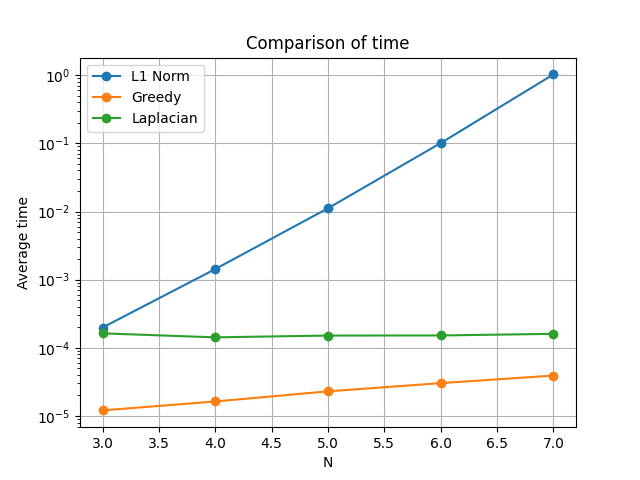 Comparison of time
L1 Norm
Greedy
Laplacian
Average time
10⁰
10⁻¹
10⁻²
10⁻³
10⁻⁴
10⁻⁵
3.0 3.5 4.0 4.5 5.0 5.5 6.0 6.5 7.0
N